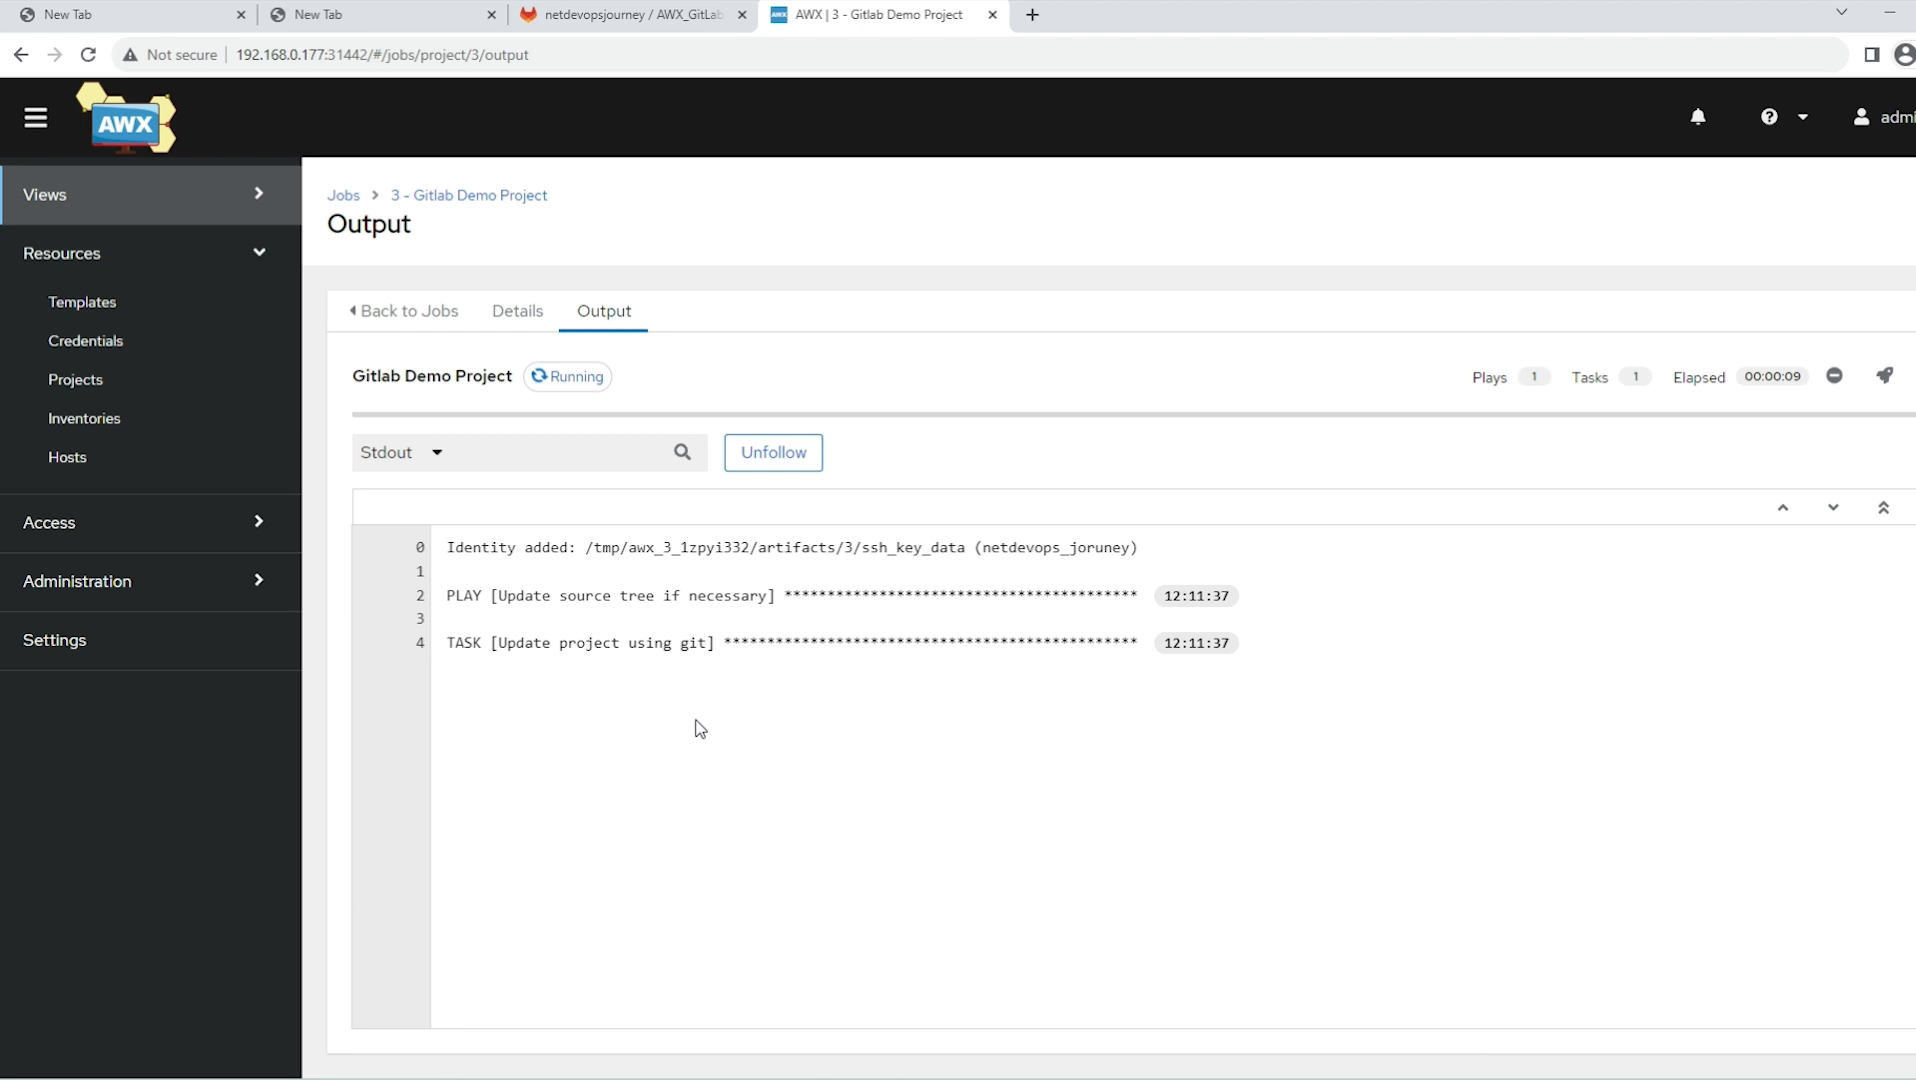 New Tab
New Tab
netdevopsjourney / AWX_GitLab
AWX | 3 - Gitlab Demo Project
Not secure
192.168.0.177:31442/#/jobs/project/3/output
AWX
admi
Views
Resources
Templates
Credentials
Projects
Inventories
Hosts
Access
Administration
Settings
Jobs
3 - Gitlab Demo Project
Output
Back to Jobs
Details
Output
Gitlab Demo Project
Running
Plays 1
Tasks 1
Elapsed 00:00:09
Stdout
Unfollow
0 Identity added: /tmp/awx_3_1zpyi332/artifacts/3/ssh_key_data (netdevops_joruney)
1
2 PLAY [Update source tree if necessary] ***************************************** 12:11:37
3
4 TASK [Update project using git] ************************************************ 12:11:37